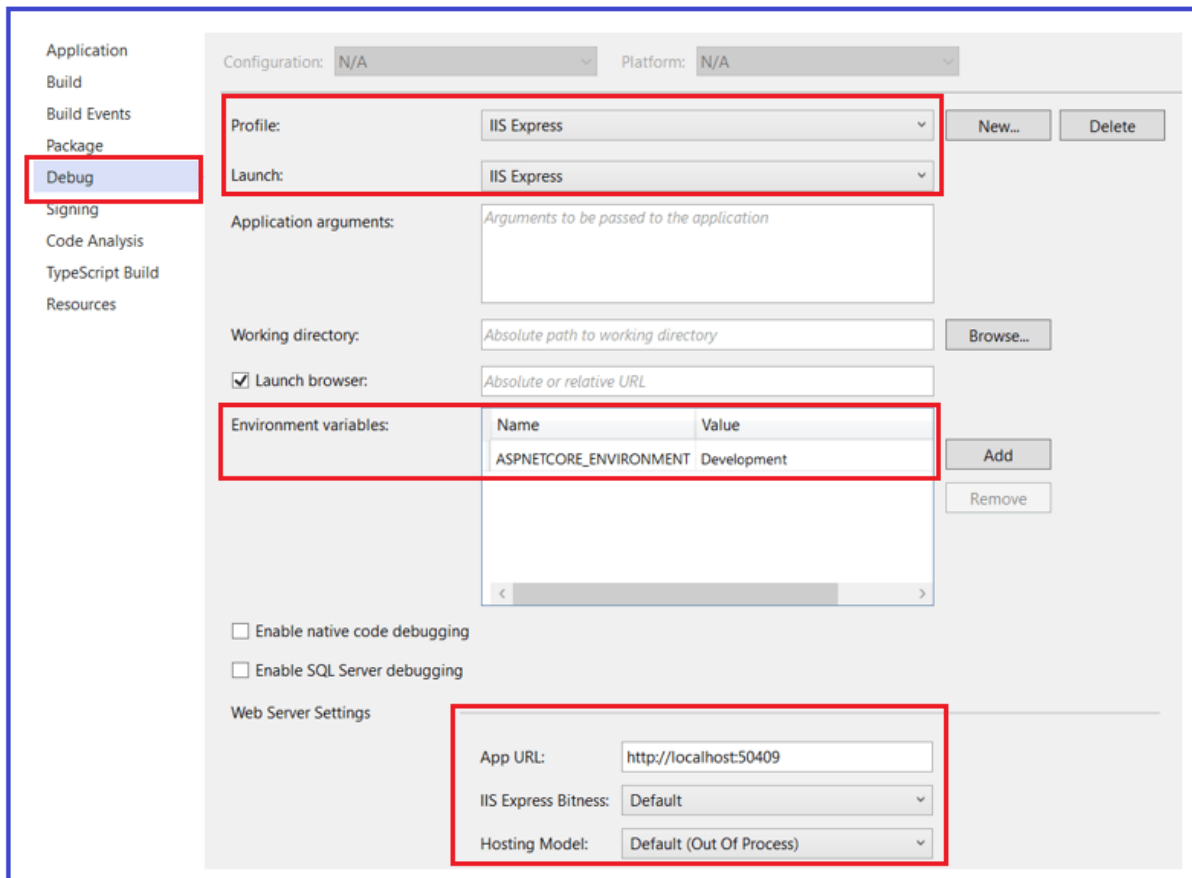 Application
Build
Build Events
Package
Debug
Signing
Code Analysis
TypeScript Build
Resources
Configuration: N/A Platform: N/A
Profile: IIS Express New... Delete
Launch: IIS Express
Application arguments: Arguments to be passed to the application
Working directory: Absolute path to working directory Browse...
Launch browser: Absolute or relative URL
Environment variables: Name Value
ASPNETCORE_ENVIRONMENT Development Add
Remove
Enable native code debugging
Enable SQL Server debugging
Web Server Settings
App URL: http://localhost:50409
IIS Express Bitness: Default
Hosting Model: Default (Out Of Process)